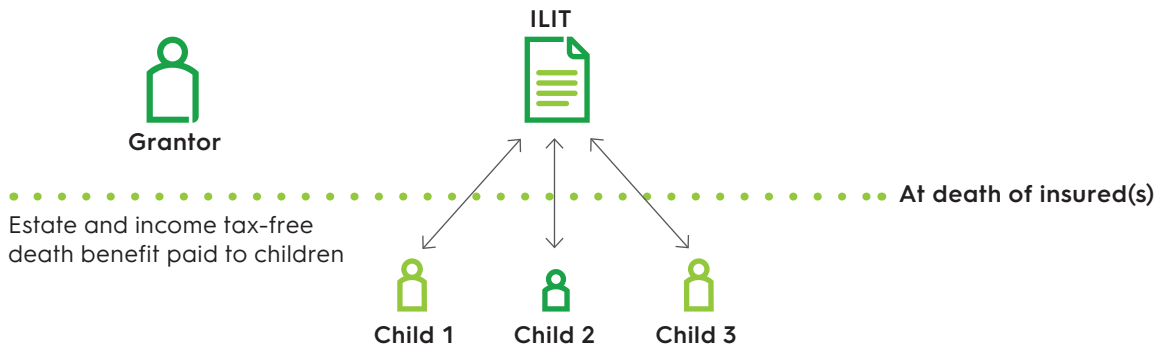 ILIT
Grantor
At death of insured(s)
Estate and income tax-free
death benefit paid to children
Child 1
Child 2
Child 3